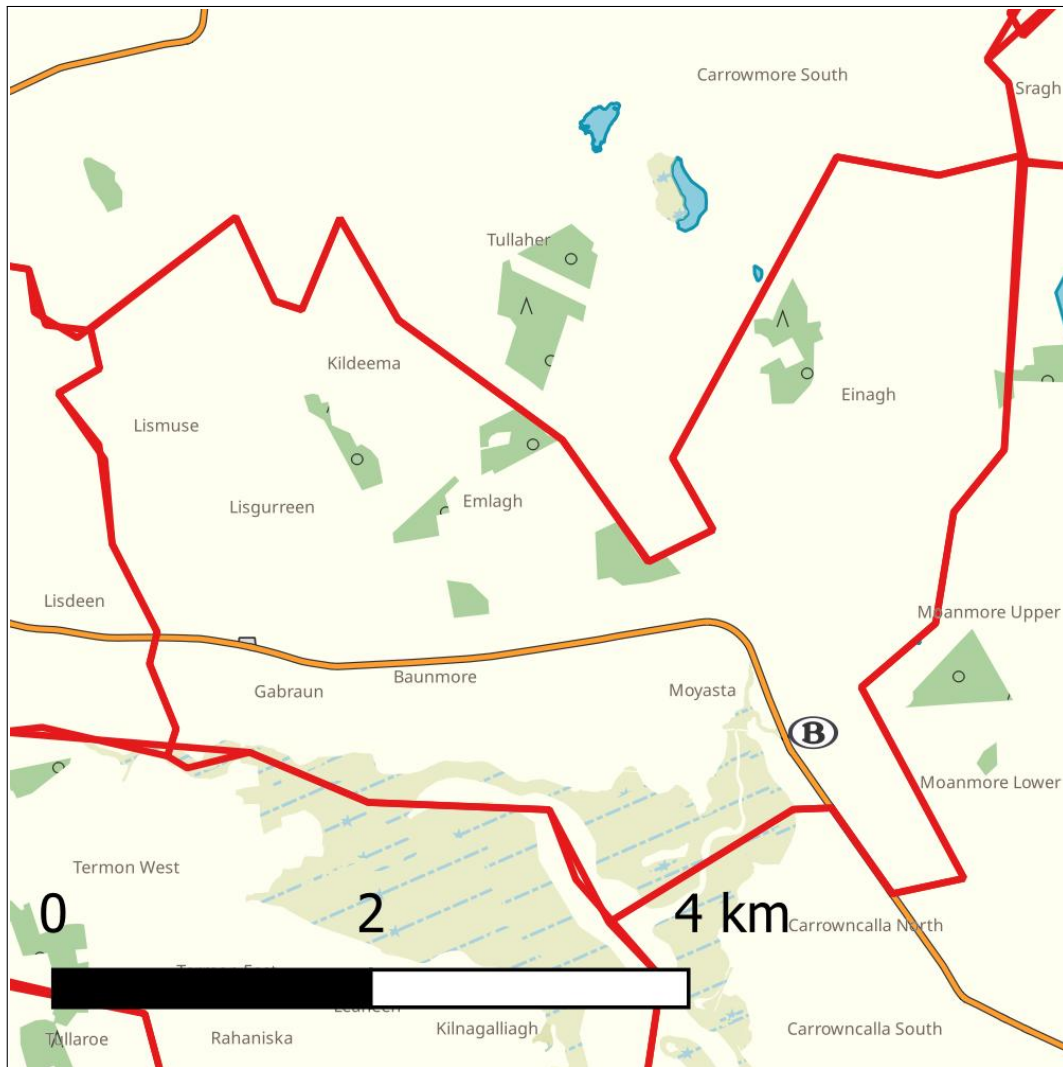 Carrowmore South
Sragh
Tullaher
Kildeema
Einagh
Lismuse
Emlagh
Lisgurreen
Lisdeen
Moanmore Upper
Baunmore
Gabraun
Moyasta
B
Moanmore Lower
Termon West
0 2 4 km
Carrowncalla North
Kilnagalliagh
Carrowncalla South
Rahaniska
Tullaroe